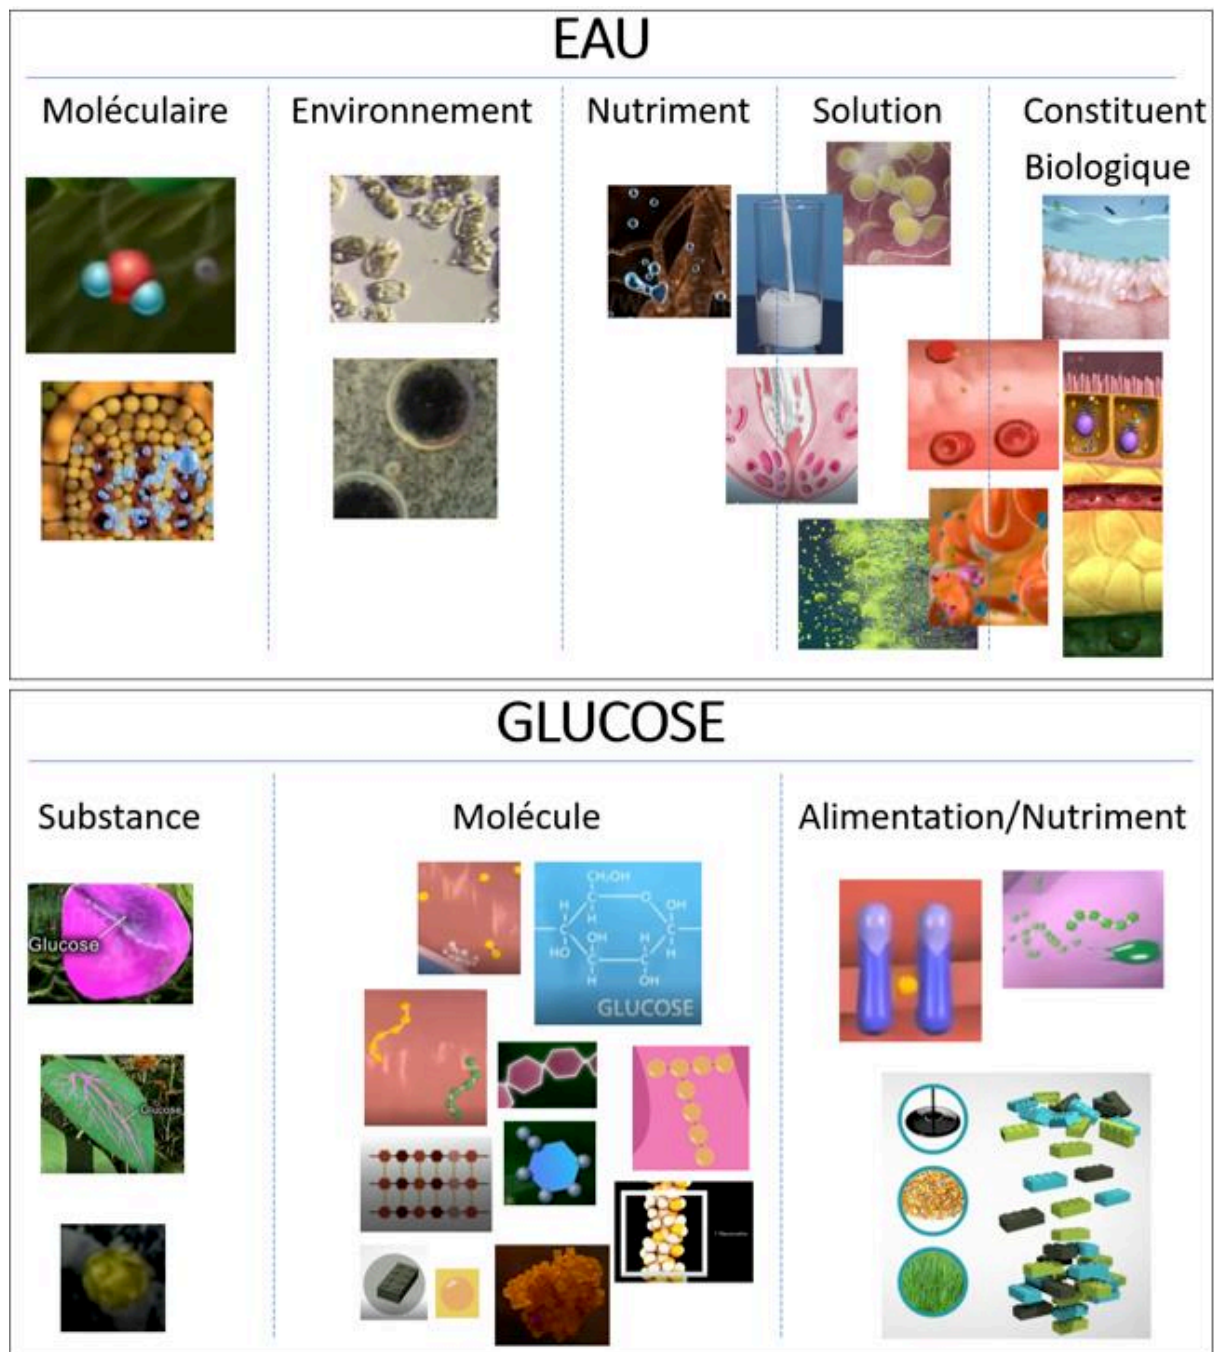 EAU
Moléculaire
Environnement
Nutriment
Solution
Constituent
Biologique
GLUCOSE
Substance
Molécule
Alimentation/Nutriment
Glucose
Glucose
CH₂OH
C
O
H
OH
H
C
C
OH
H
HO
C
C
H
H
OH
GLUCOSE